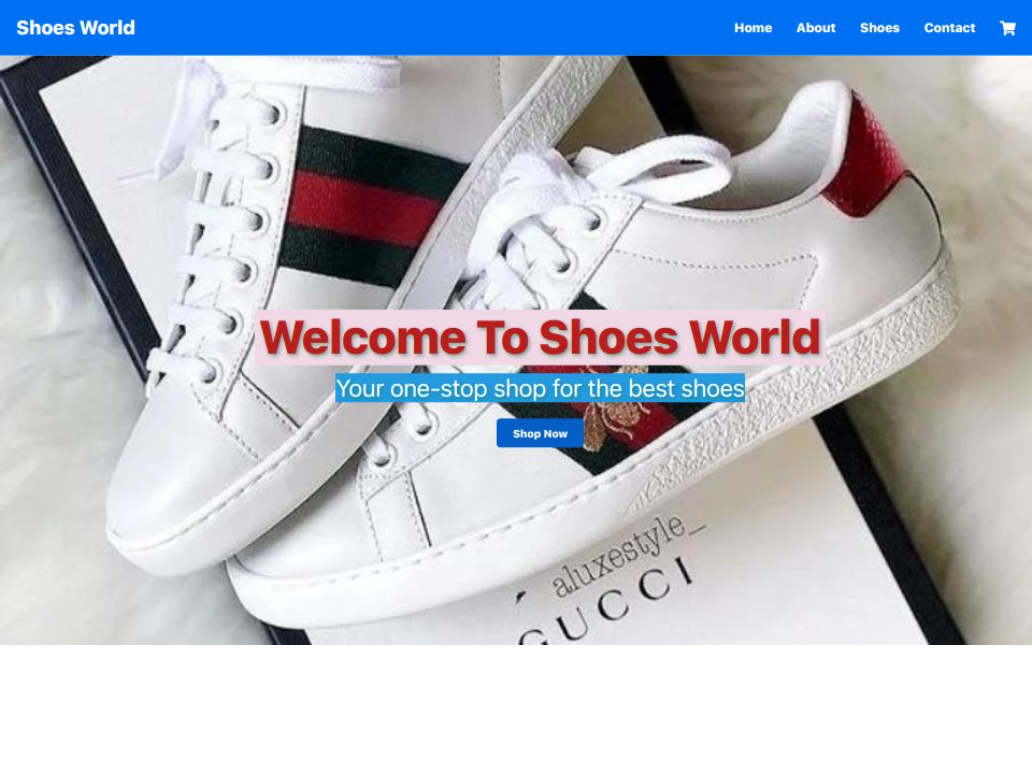 Shoes World
Home About Shoes Contact
Welcome To Shoes World
Your one-stop shop for the best shoes
Shop Now
aluxestyle_
GUCCI